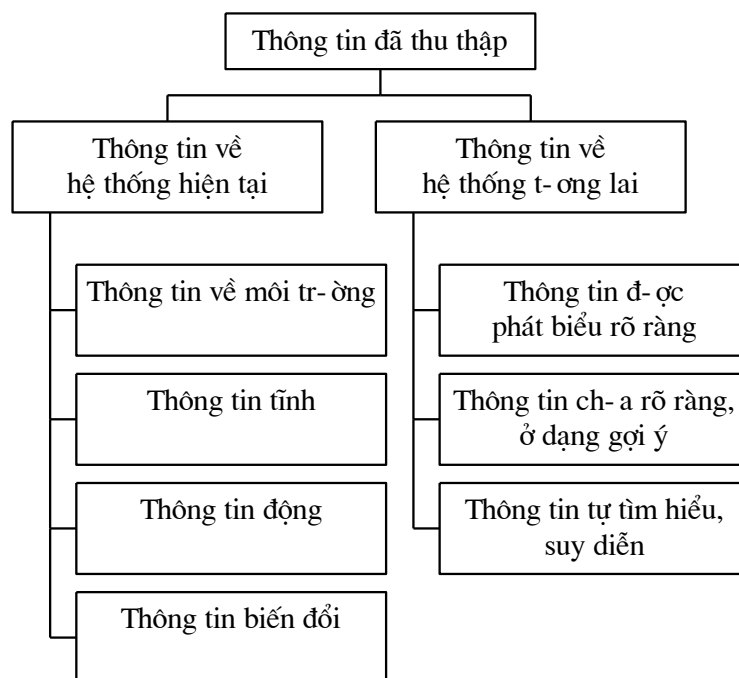 Thông tin đã thu thập
Thông tin về
hệ thống hiện tại
Thông tin về
hệ thống t- ơng lai
Thông tin về môi tr- ờng
Thông tin tĩnh
Thông tin động
Thông tin biến đổi
Thông tin đ- ợc
phát biểu rõ ràng
Thông tin ch- a rõ ràng,
ở dạng gợi ý
Thông tin tự tìm hiểu,
suy diễn